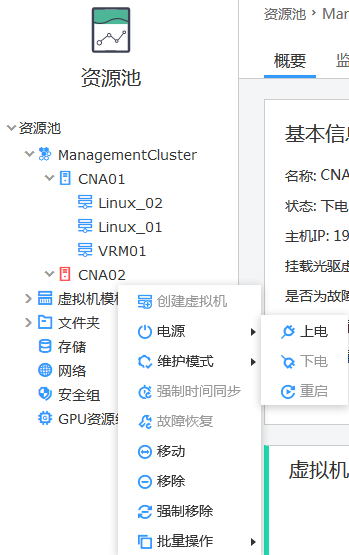 资源池
资源池
ManagementCluster
CNA01
Linux_02
Linux_01
VRM01
CNA02
虚拟机模
文件夹
存储
网络
安全组
GPU资源
创建虚拟机
电源
维护模式
强制时间同步
故障恢复
移动
移除
强制移除
批量操作
上电
下电
重启
资源池 > Man
概要 监
基本信息
名称: CNA
状态: 下电
主机IP: 19
挂载光驱虚
是否为故障
虚拟机